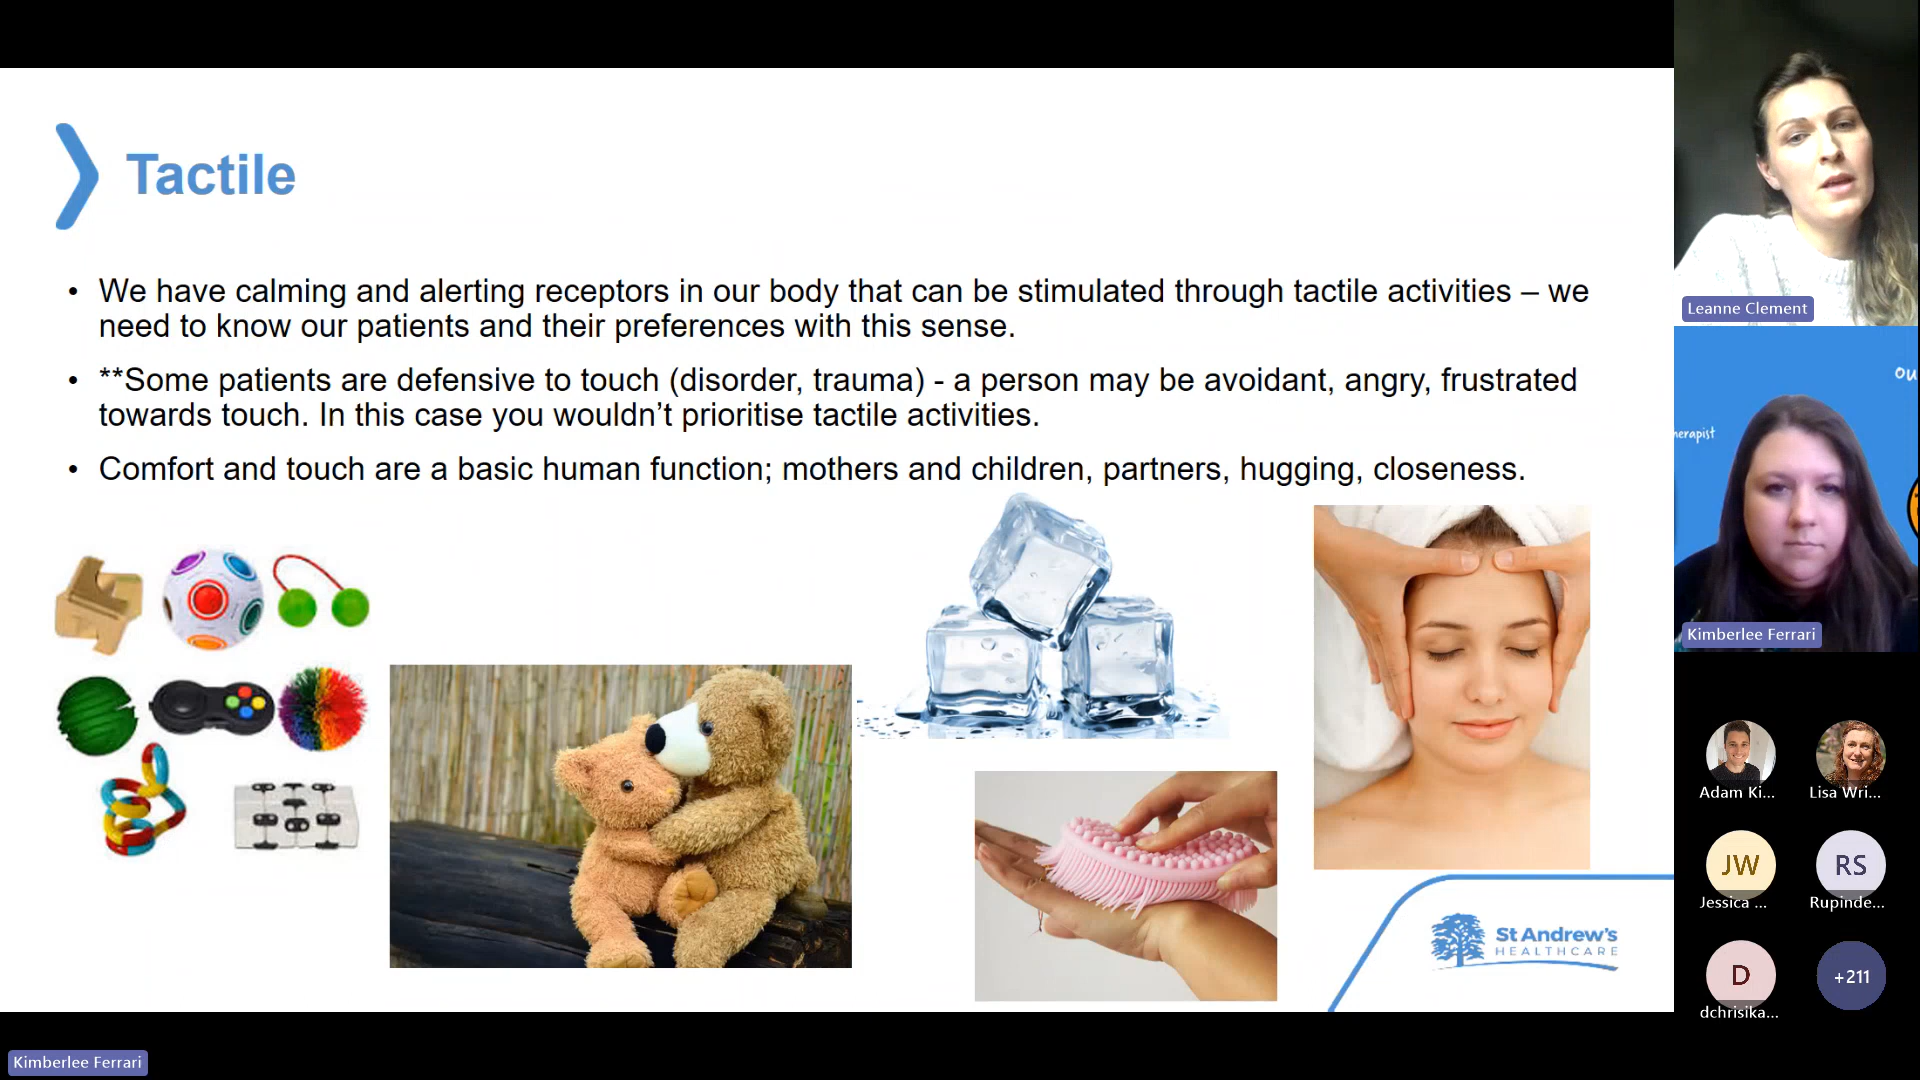 Tactile
• We have calming and alerting receptors in our body that can be stimulated through tactile activities – we
need to know our patients and their preferences with this sense.
• **Some patients are defensive to touch (disorder, trauma) - a person may be avoidant, angry, frustrated
towards touch. In this case you wouldn’t prioritise tactile activities.
• Comfort and touch are a basic human function; mothers and children, partners, hugging, closeness.
St Andrew's
HEALTHCARE
Kimberlee Ferrari
Leanne Clement
ou
herapist
Kimberlee Ferrari
Adam Ki...
Lisa Wri...
JW
RS
Jessica ...
Rupinde...
D
+211
dchrisika...